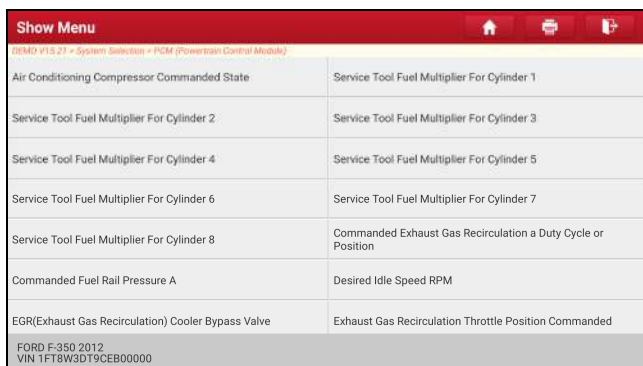 Show Menu
DEMO V15.21 > System Selection > PCM (Powertrain Control Module)
Air Conditioning Compressor Commanded State
Service Tool Fuel Multiplier For Cylinder 1
Service Tool Fuel Multiplier For Cylinder 2
Service Tool Fuel Multiplier For Cylinder 3
Service Tool Fuel Multiplier For Cylinder 4
Service Tool Fuel Multiplier For Cylinder 5
Service Tool Fuel Multiplier For Cylinder 6
Service Tool Fuel Multiplier For Cylinder 7
Service Tool Fuel Multiplier For Cylinder 8
Commanded Exhaust Gas Recirculation a Duty Cycle or
Position
Commanded Fuel Rail Pressure A
Desired Idle Speed RPM
EGR(Exhaust Gas Recirculation) Cooler Bypass Valve
Exhaust Gas Recirculation Throttle Position Commanded
FORD F-350 2012
VIN 1FT8W3DT9CEB00000